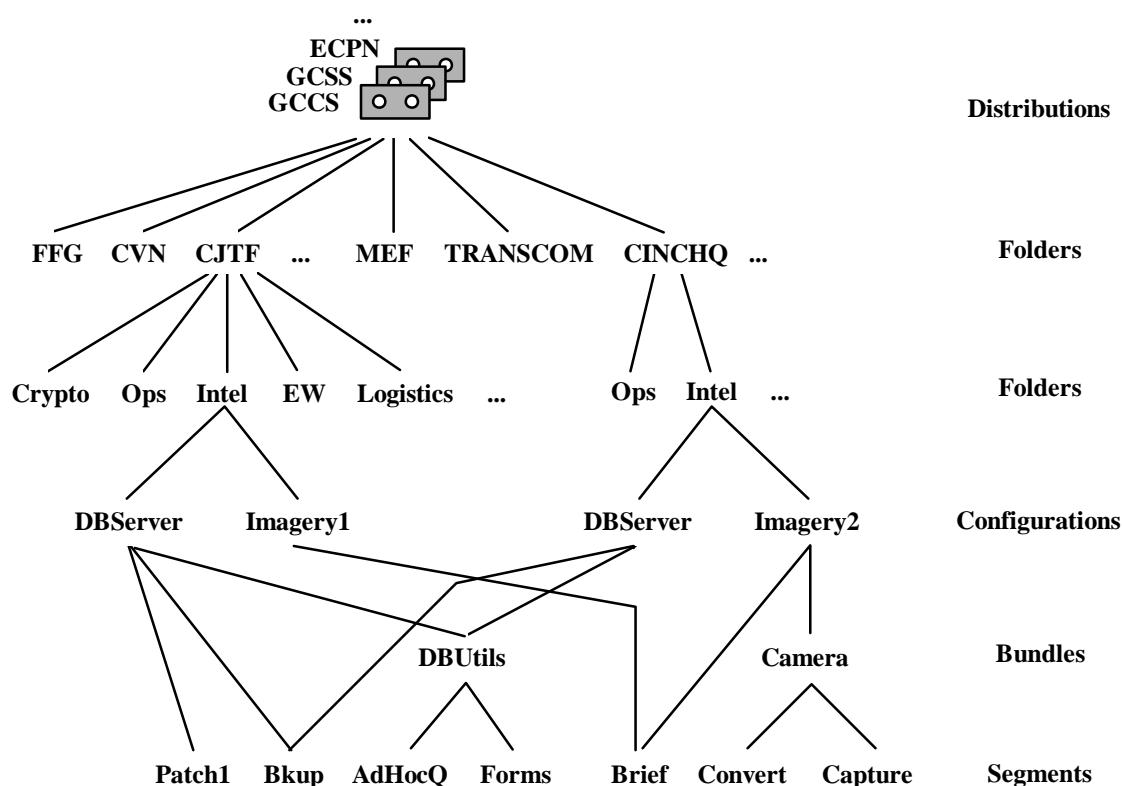 ...
ECPN
GCSS
GCCS
Distributions
FFG CVN CJTF ... MEF TRANSCOM CINCHQ ... Folders
Crypto Ops Intel EW Logistics ... Ops Intel ... Folders
DBServer Imagery1 DBServer Imagery2 Configurations
DBUtils Camera Bundles
Patch1 Bkup AdHocQ Forms Brief Convert Capture Segments